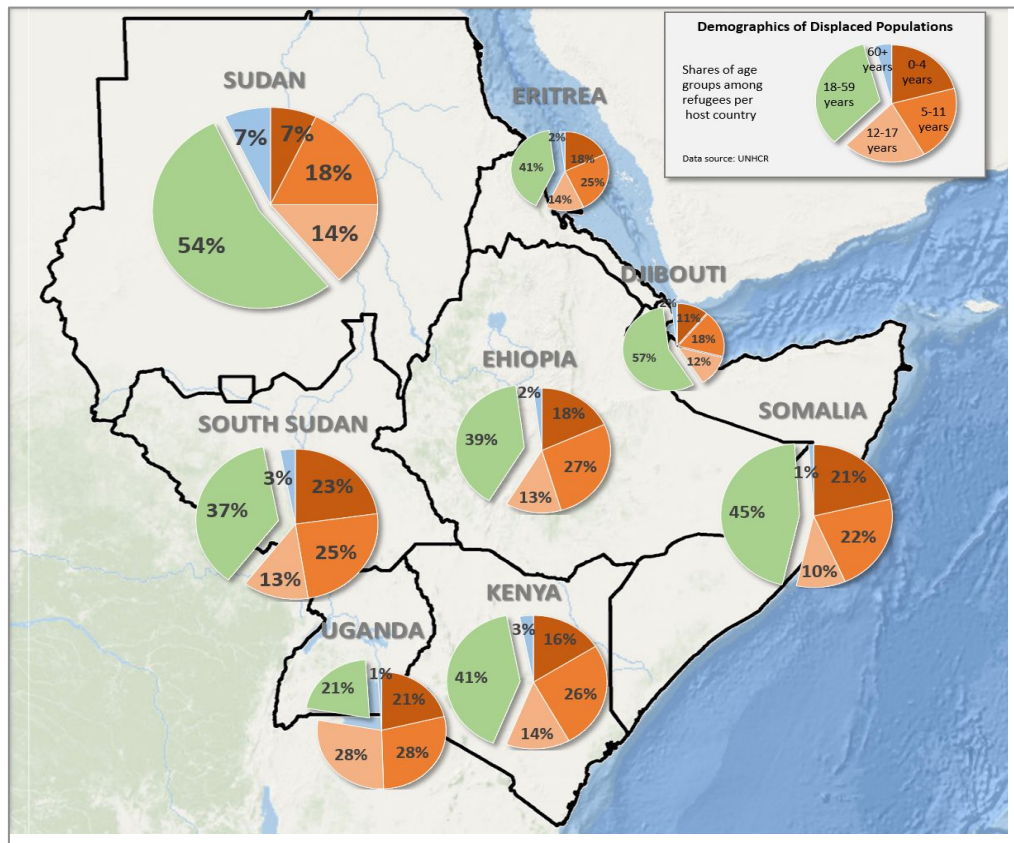 Demographics of Displaced Populations
Shares of age
groups among
refugees per
host country
Data source: UNHCR
60+
years
0-4
years
5-11
years
12-17
years
18-59
years
SUDAN
7%
7%
18%
14%
54%
ERITREA
2%
18%
25%
14%
41%
DJIBOUTI
2%
11%
18%
12%
57%
EHIOPIA
2%
18%
27%
13%
39%
SOUTH SUDAN
3%
23%
25%
13%
37%
SOMALIA
1%
21%
22%
10%
45%
KENYA
3%
16%
26%
14%
41%
UGANDA
1%
21%
28%
28%
21%